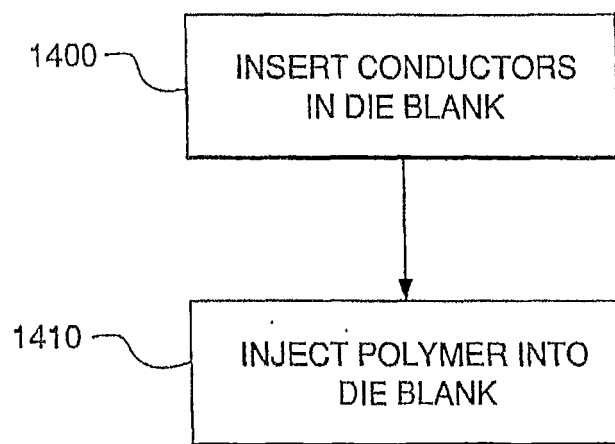 1400
INSERT CONDUCTORS
IN DIE BLANK
1410
INJECT POLYMER INTO
DIE BLANK